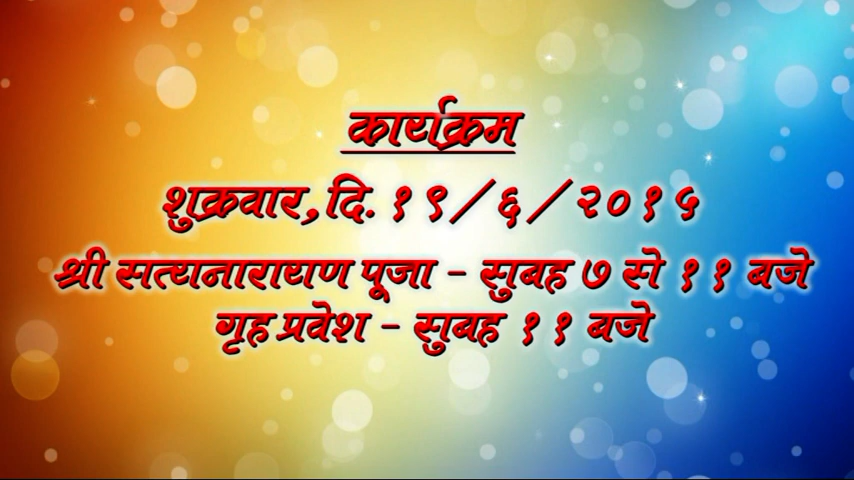 कार्यक्रम
शुक्रवार, दि. १९/६/२०१५
श्री सत्यनारायण पूजा - सुबह ७ से ११ बजे
गृह प्रवेश - सुबह ११ बजे